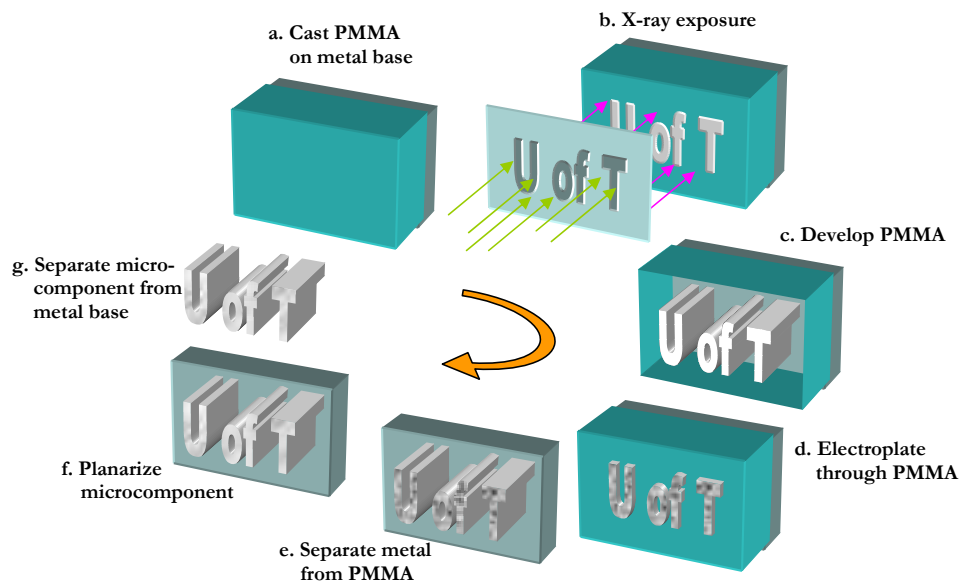 a. Cast PMMA
on metal base
b. X-ray exposure
U of T
U of T
c. Develop PMMA
U of T
d. Electroplate
through PMMA
U of T
e. Separate metal
from PMMA
U of T
f. Planarize
microcomponent
U of T
g. Separate micro-
component from
metal base
U of T